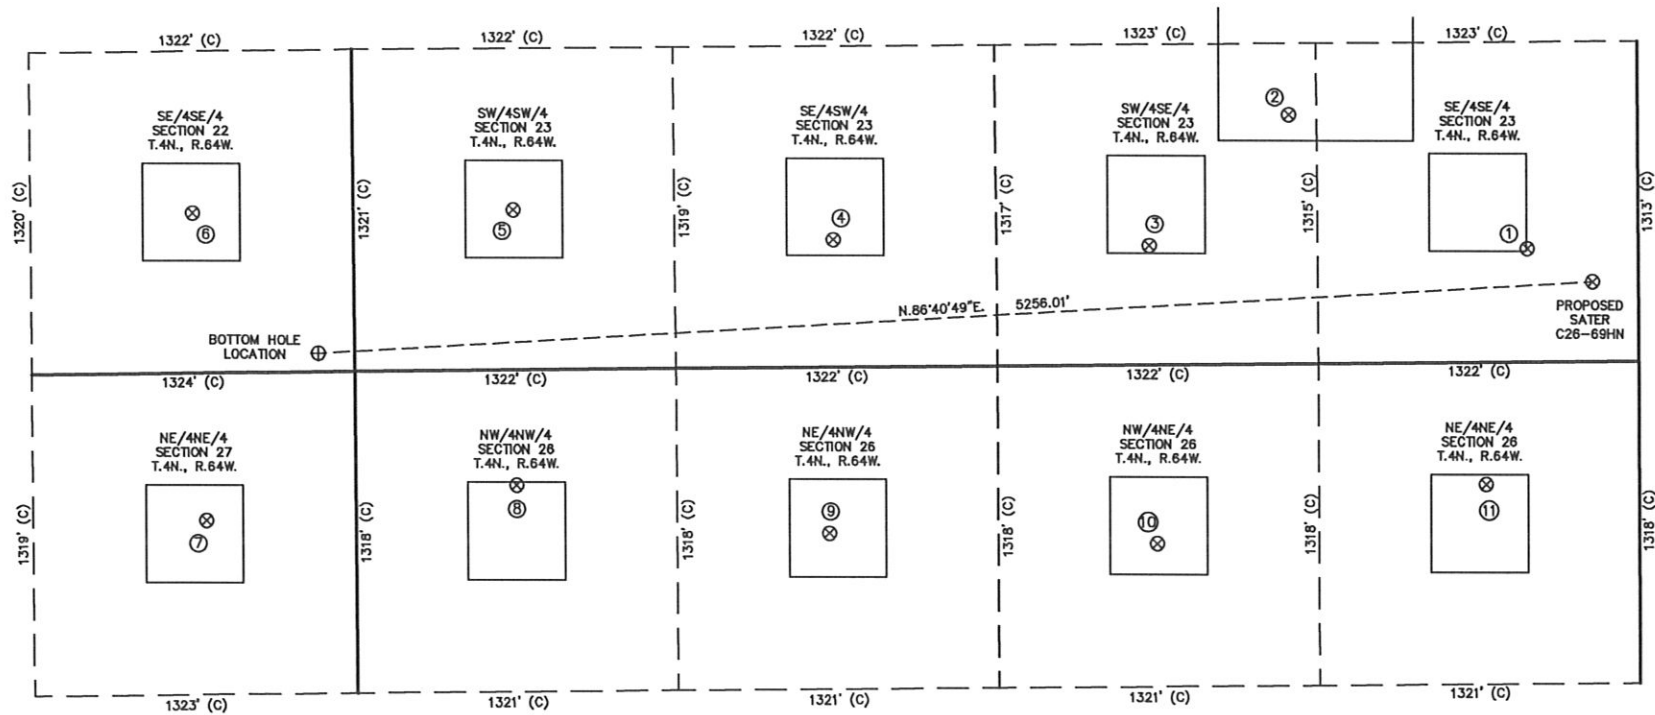 1322' (C)
1322' (C)
1322' (C)
1323' (C)
1323' (C)
②
SE/4SE/4
SECTION 22
T.4N., R.64W.
SW/4SW/4
SECTION 23
T.4N., R.64W.
SE/4SW/4
SECTION 23
T.4N., R.64W.
SW/4SE/4
SECTION 23
T.4N., R.64W.
SE/4SE/4
SECTION 23
T.4N., R.64W.
1320' (C)
1321' (C)
1319' (C)
1317' (C)
1315' (C)
1313' (C)
⑥
⑤
④
③
①
N.86°40'49"E. 5256.01'
PROPOSED
SATER
C26-69HN
BOTTOM HOLE
LOCATION
1324' (C)
1322' (C)
1322' (C)
1322' (C)
1322' (C)
NE/4NE/4
SECTION 27
T.4N., R.64W.
NW/4NW/4
SECTION 26
T.4N., R.64W.
NE/4NW/4
SECTION 26
T.4N., R.64W.
NW/4NE/4
SECTION 26
T.4N., R.64W.
NE/4NE/4
SECTION 26
T.4N., R.64W.
1319' (C)
1318' (C)
1318' (C)
1318' (C)
1318' (C)
1318' (C)
⑦
⑧
⑨
⑩
⑪
1323' (C)
1321' (C)
1321' (C)
1321' (C)
1321' (C)